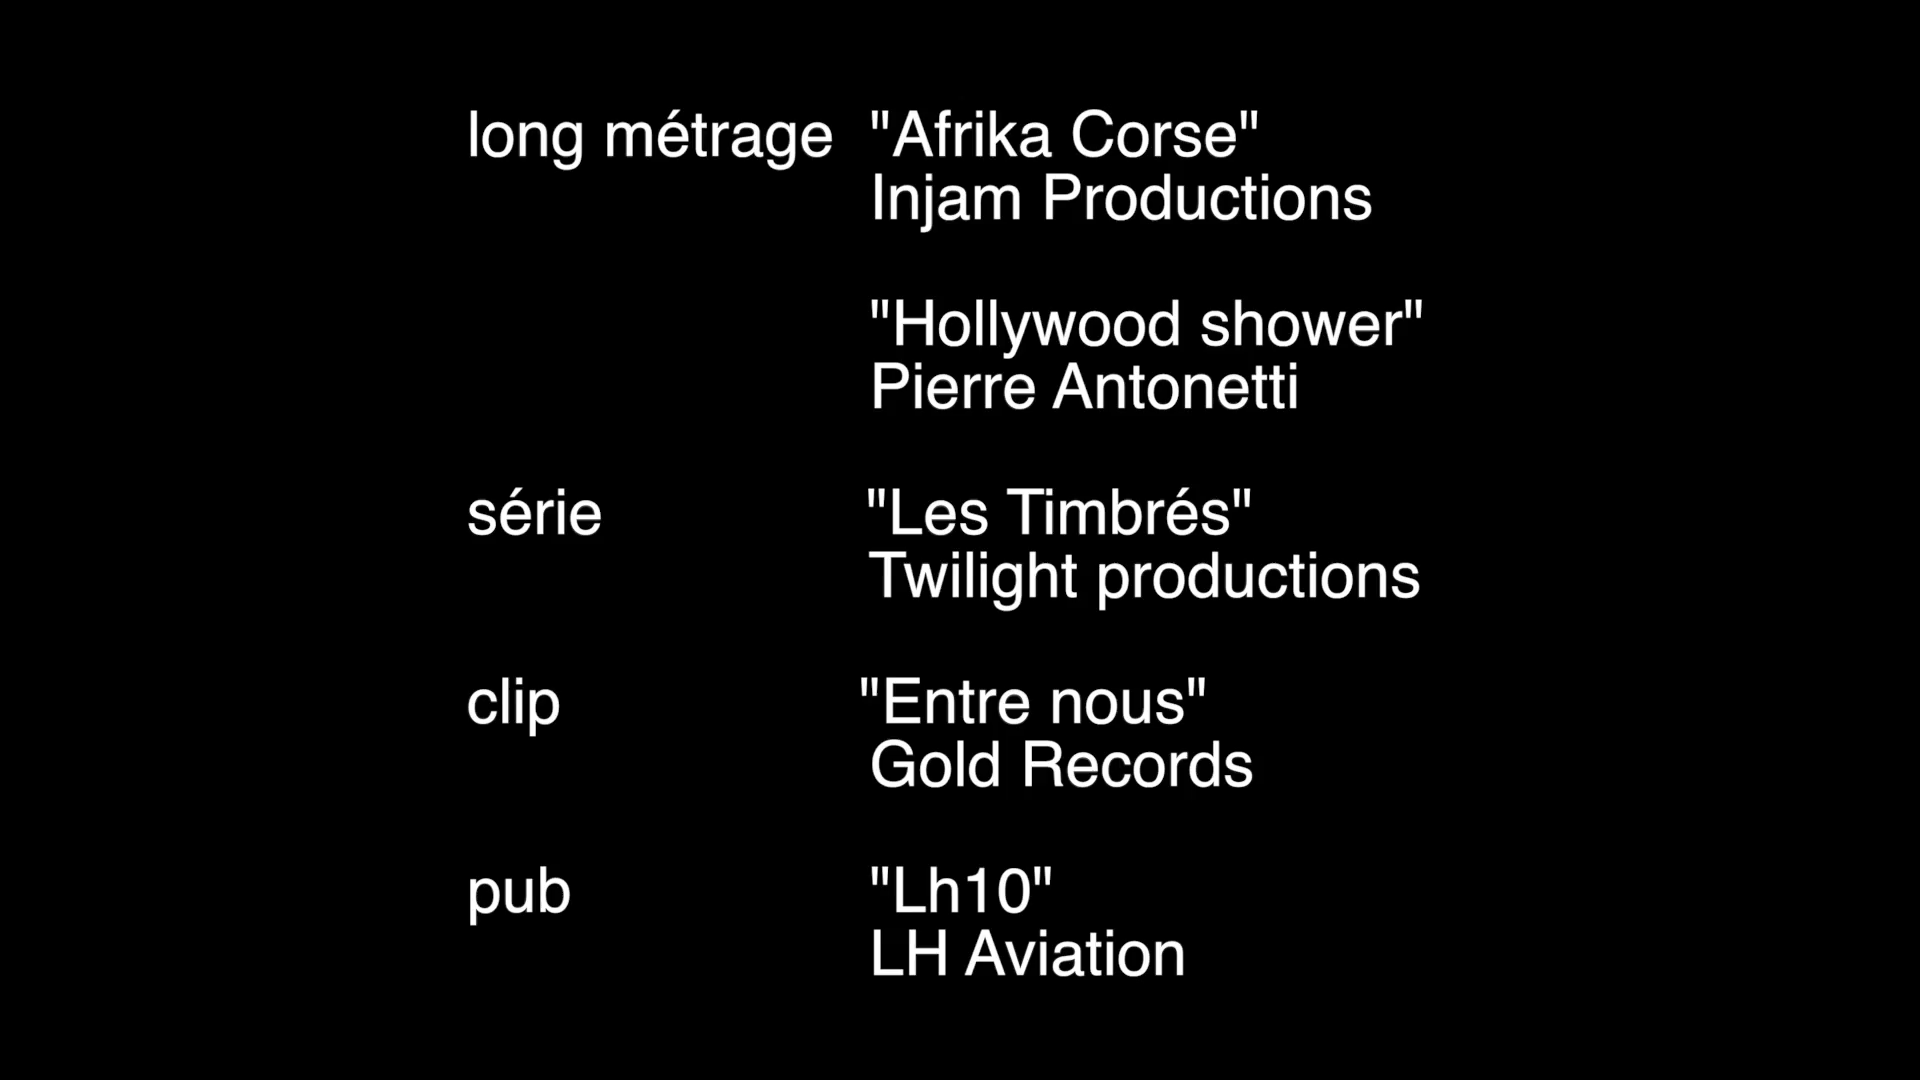 long métrage "Afrika Corse"
Injam Productions
"Hollywood shower"
Pierre Antonetti
série "Les Timbrés"
Twilight productions
clip "Entre nous"
Gold Records
pub "Lh10"
LH Aviation